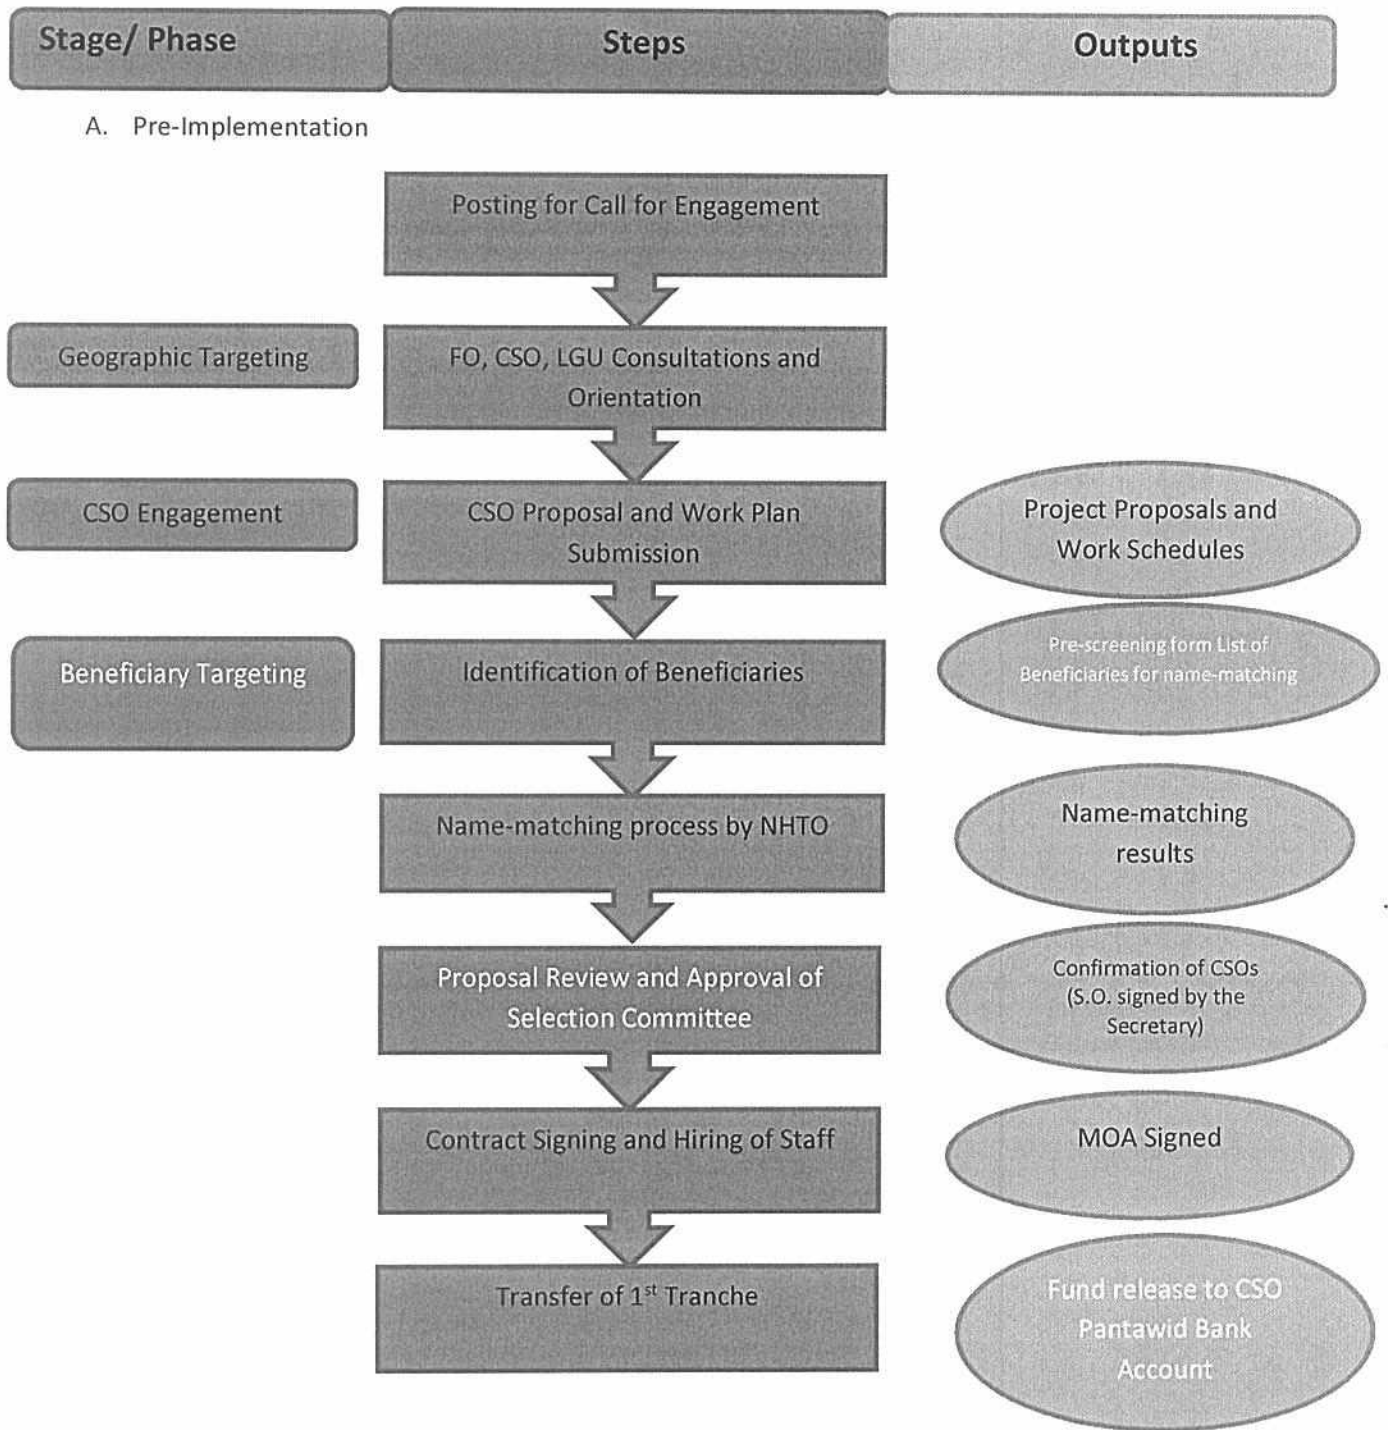 Stage/ Phase
Steps
Outputs
A. Pre-Implementation
Posting for Call for Engagement
Geographic Targeting
FO, CSO, LGU Consultations and
Orientation
CSO Engagement
CSO Proposal and Work Plan
Submission
Project Proposals and
Work Schedules
Beneficiary Targeting
Identification of Beneficiaries
Pre-screening form List of
Beneficiaries for name-matching
Name-matching process by NHTO
Name-matching
results
Proposal Review and Approval of
Selection Committee
Confirmation of CSOs
(S.O. signed by the
Secretary)
Contract Signing and Hiring of Staff
MOA Signed
Transfer of 1st Tranche
Fund release to CSO
Pantawid Bank
Account